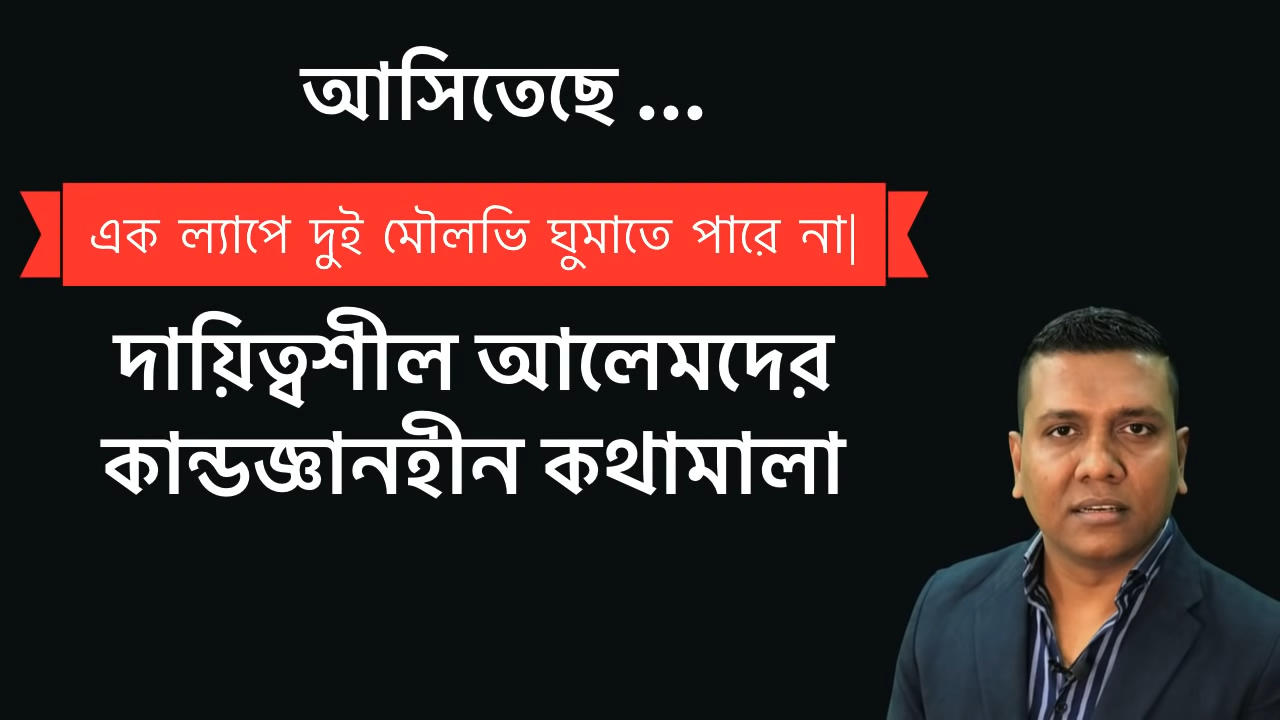 আসিতেছে ...
এক ল্যাপে দুই মৌলভি ঘুমাতে পারে না|
দায়িত্বশীল আলেমদের
কান্ডজ্ঞানহীন কথামালা